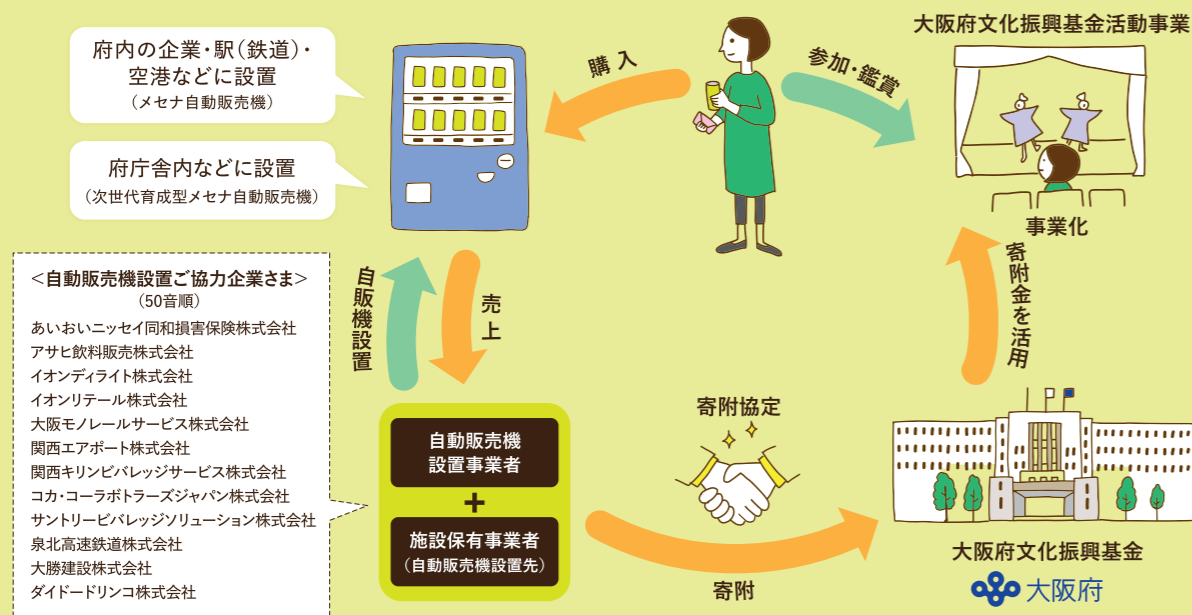 府内の企業・駅（鉄道）・
空港などに設置
（メセナ自動販売機）
府庁舎内などに設置
（次世代育成型メセナ自動販売機）
購入
参加・鑑賞
大阪府文化振興基金活動事業
事業化
＜自動販売機設置ご協力企業さま＞
（50音順）
あいおいニッセイ同和損害保険株式会社
アサヒ飲料販売株式会社
イオンディライト株式会社
イオンリテール株式会社
大阪モノレールサービス株式会社
関西エアポート株式会社
関西キリンビバレッジサービス株式会社
コカ・コーラボトラーズジャパン株式会社
サントリービバレッジソリューション株式会社
泉北高速鉄道株式会社
大勝建設株式会社
ダイドードリンコ株式会社
自販機設置
売上
自動販売機
設置事業者
＋
施設保有事業者
（自動販売機設置先）
寄附協定
寄附
寄附金を活用
大阪府文化振興基金
大阪府